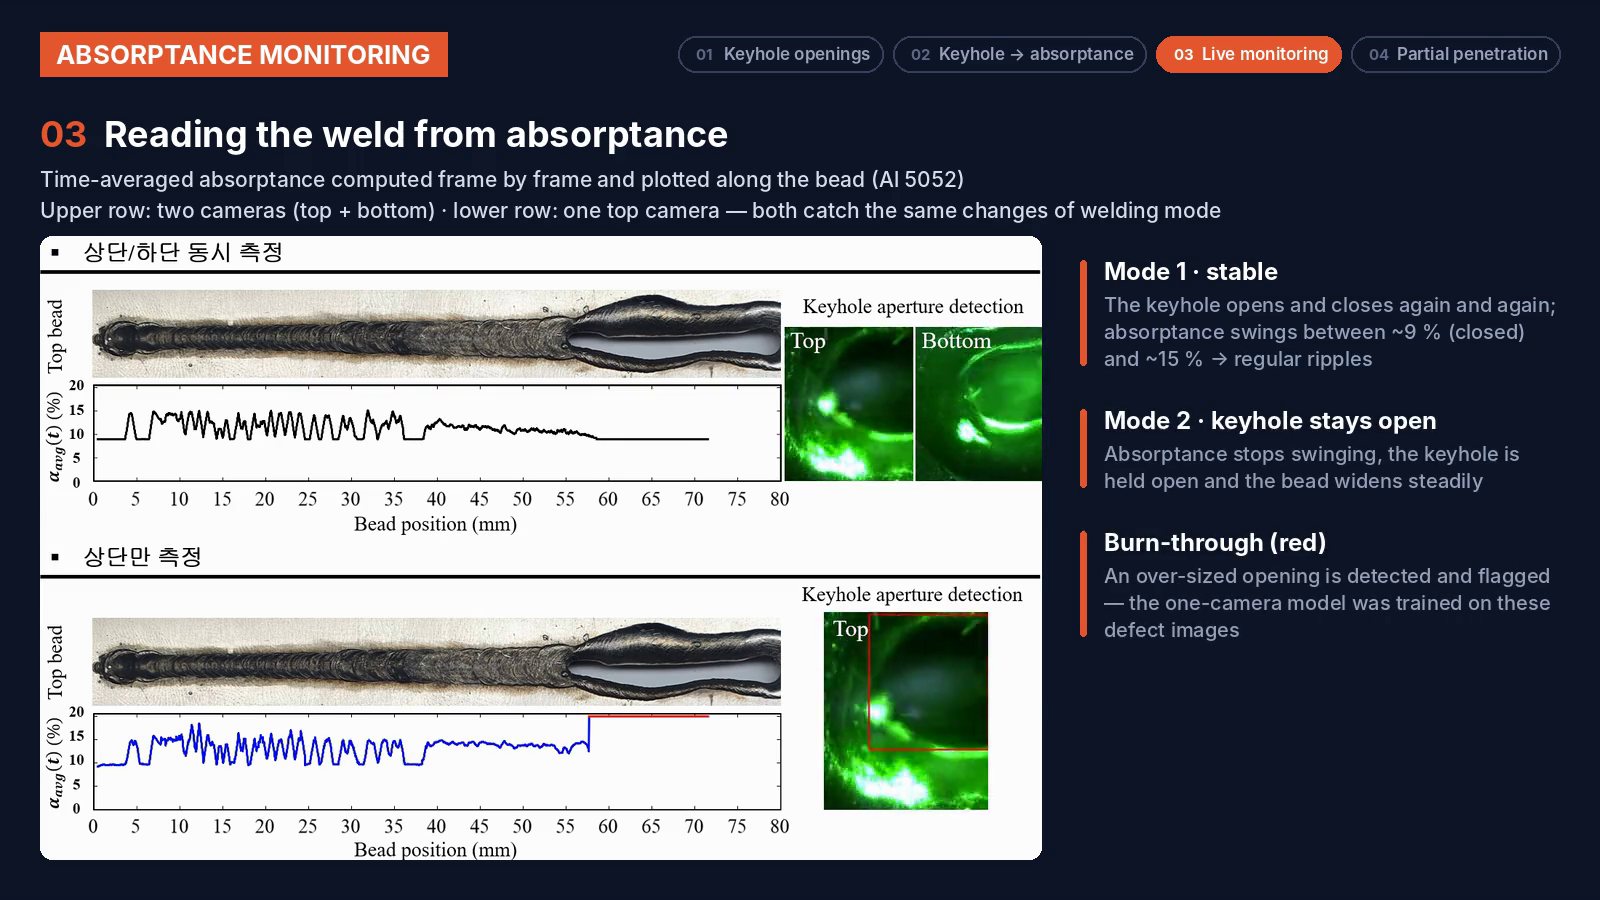 ABSORPTANCE MONITORING
01 Keyhole openings
02 Keyhole → absorptance
03 Live monitoring
04 Partial penetration
03 Reading the weld from absorptance
Time-averaged absorptance computed frame by frame and plotted along the bead (Al 5052)
Upper row: two cameras (top + bottom) · lower row: one top camera — both catch the same changes of welding mode
▪ 상단/하단 동시 측정
Top bead
Keyhole aperture detection
Top
Bottom
α_avg(t) (%)
20
15
10
5
0
0 5 10 15 20 25 30 35 40 45 50 55 60 65 70 75 80
Bead position (mm)
▪ 상단만 측정
Keyhole aperture detection
Top bead
Top
α_avg(t) (%)
20
15
10
5
0
0 5 10 15 20 25 30 35 40 45 50 55 60 65 70 75 80
Bead position (mm)
Mode 1 · stable
The keyhole opens and closes again and again;
absorptance swings between ~9 % (closed)
and ~15 % → regular ripples
Mode 2 · keyhole stays open
Absorptance stops swinging, the keyhole is
held open and the bead widens steadily
Burn-through (red)
An over-sized opening is detected and flagged
— the one-camera model was trained on these
defect images